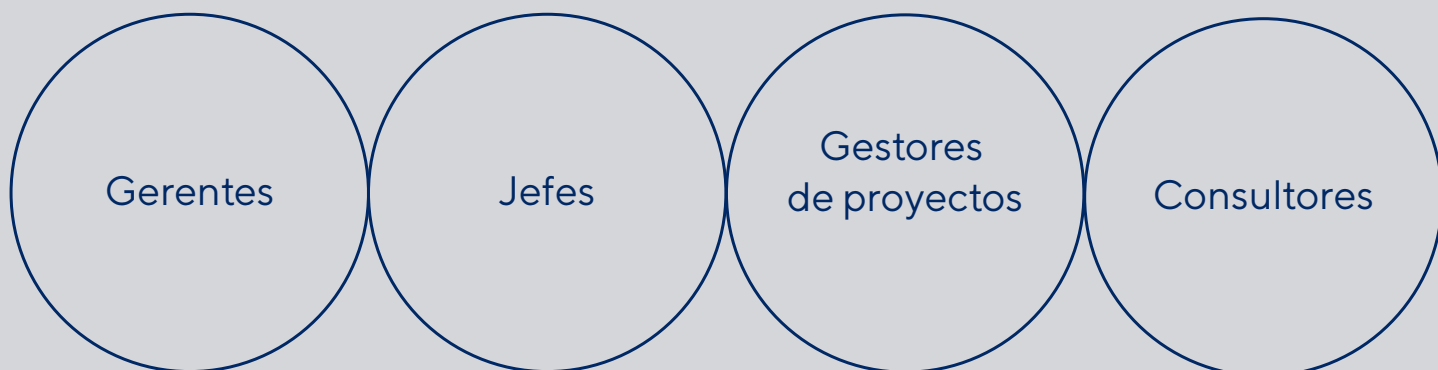 Gerentes
Jefes
Gestores
de proyectos
Consultores